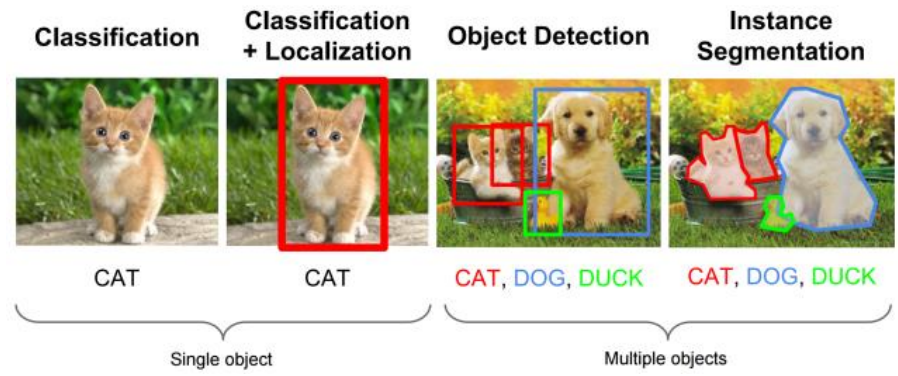 Classification
Classification
+ Localization
Object Detection
Instance
Segmentation
CAT
CAT
CAT, DOG, DUCK
CAT, DOG, DUCK
Single object
Multiple objects